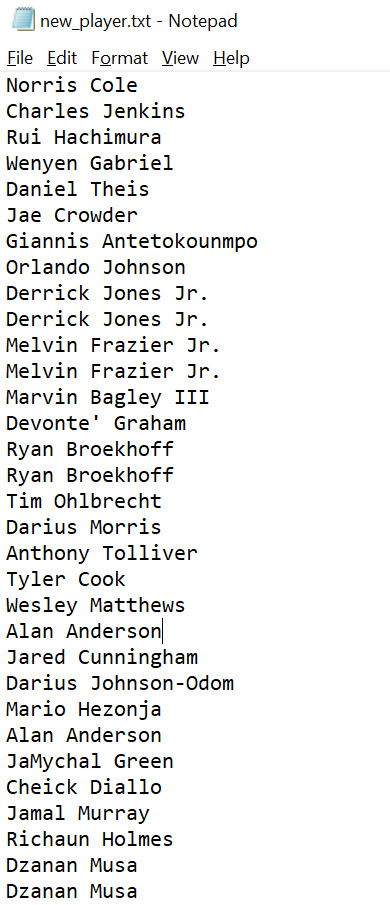 new_player.txt - Notepad
File Edit Format View Help
Norris Cole
Charles Jenkins
Rui Hachimura
Wenyen Gabriel
Daniel Theis
Jae Crowder
Giannis Antetokounmpo
Orlando Johnson
Derrick Jones Jr.
Derrick Jones Jr.
Melvin Frazier Jr.
Melvin Frazier Jr.
Marvin Bagley III
Devonte' Graham
Ryan Broekhoff
Ryan Broekhoff
Tim Ohlbrecht
Darius Morris
Anthony Tolliver
Tyler Cook
Wesley Matthews
Alan Anderson
Jared Cunningham
Darius Johnson-Odom
Mario Hezonja
Alan Anderson
JaMychal Green
Cheick Diallo
Jamal Murray
Richaun Holmes
Dzanan Musa
Dzanan Musa